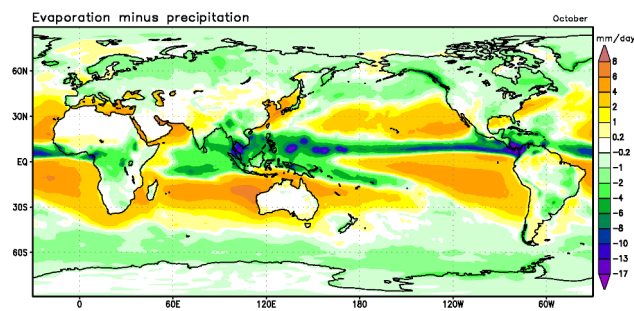 Evaporation minus precipitation
October
mm/day
60N
30N
EQ
30S
60S
0
60E
120E
180
120W
60W
8
6
4
2
1
0.2
-0.2
-1
-2
-4
-6
-8
-10
-13
-17